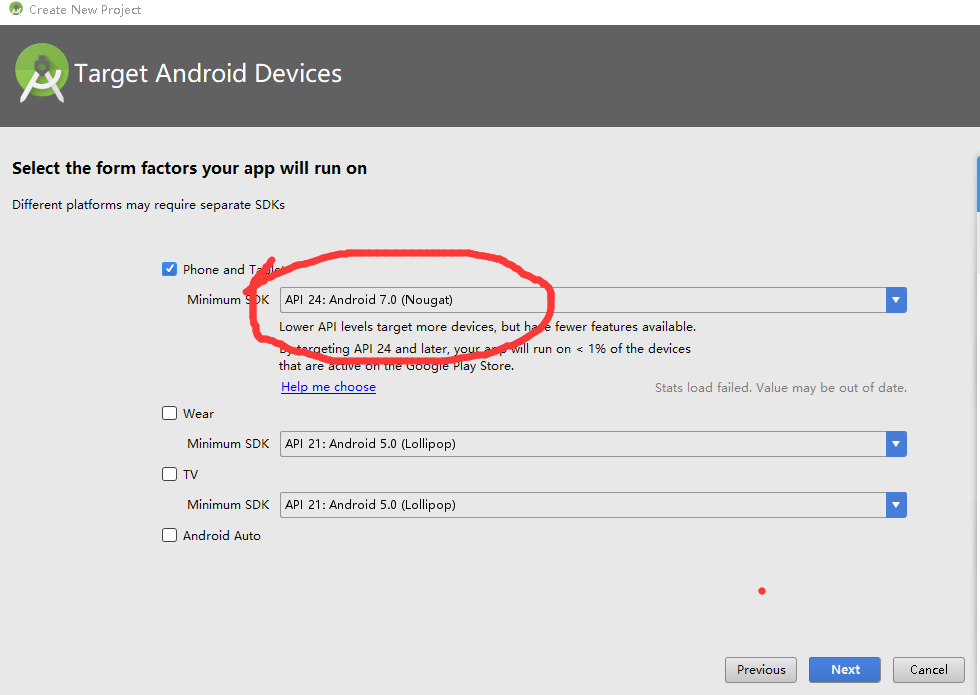 Create New Project
Target Android Devices
Select the form factors your app will run on
Different platforms may require separate SDKs
Phone and Tablet
Minimum SDK API 24: Android 7.0 (Nougat)
Lower API levels target more devices, but have fewer features available.
By targeting API 24 and later, your app will run on < 1% of the devices
that are active on the Google Play Store.
Help me choose Stats load failed. Value may be out of date.
Wear
Minimum SDK API 21: Android 5.0 (Lollipop)
TV
Minimum SDK API 21: Android 5.0 (Lollipop)
Android Auto
Previous Next Cancel